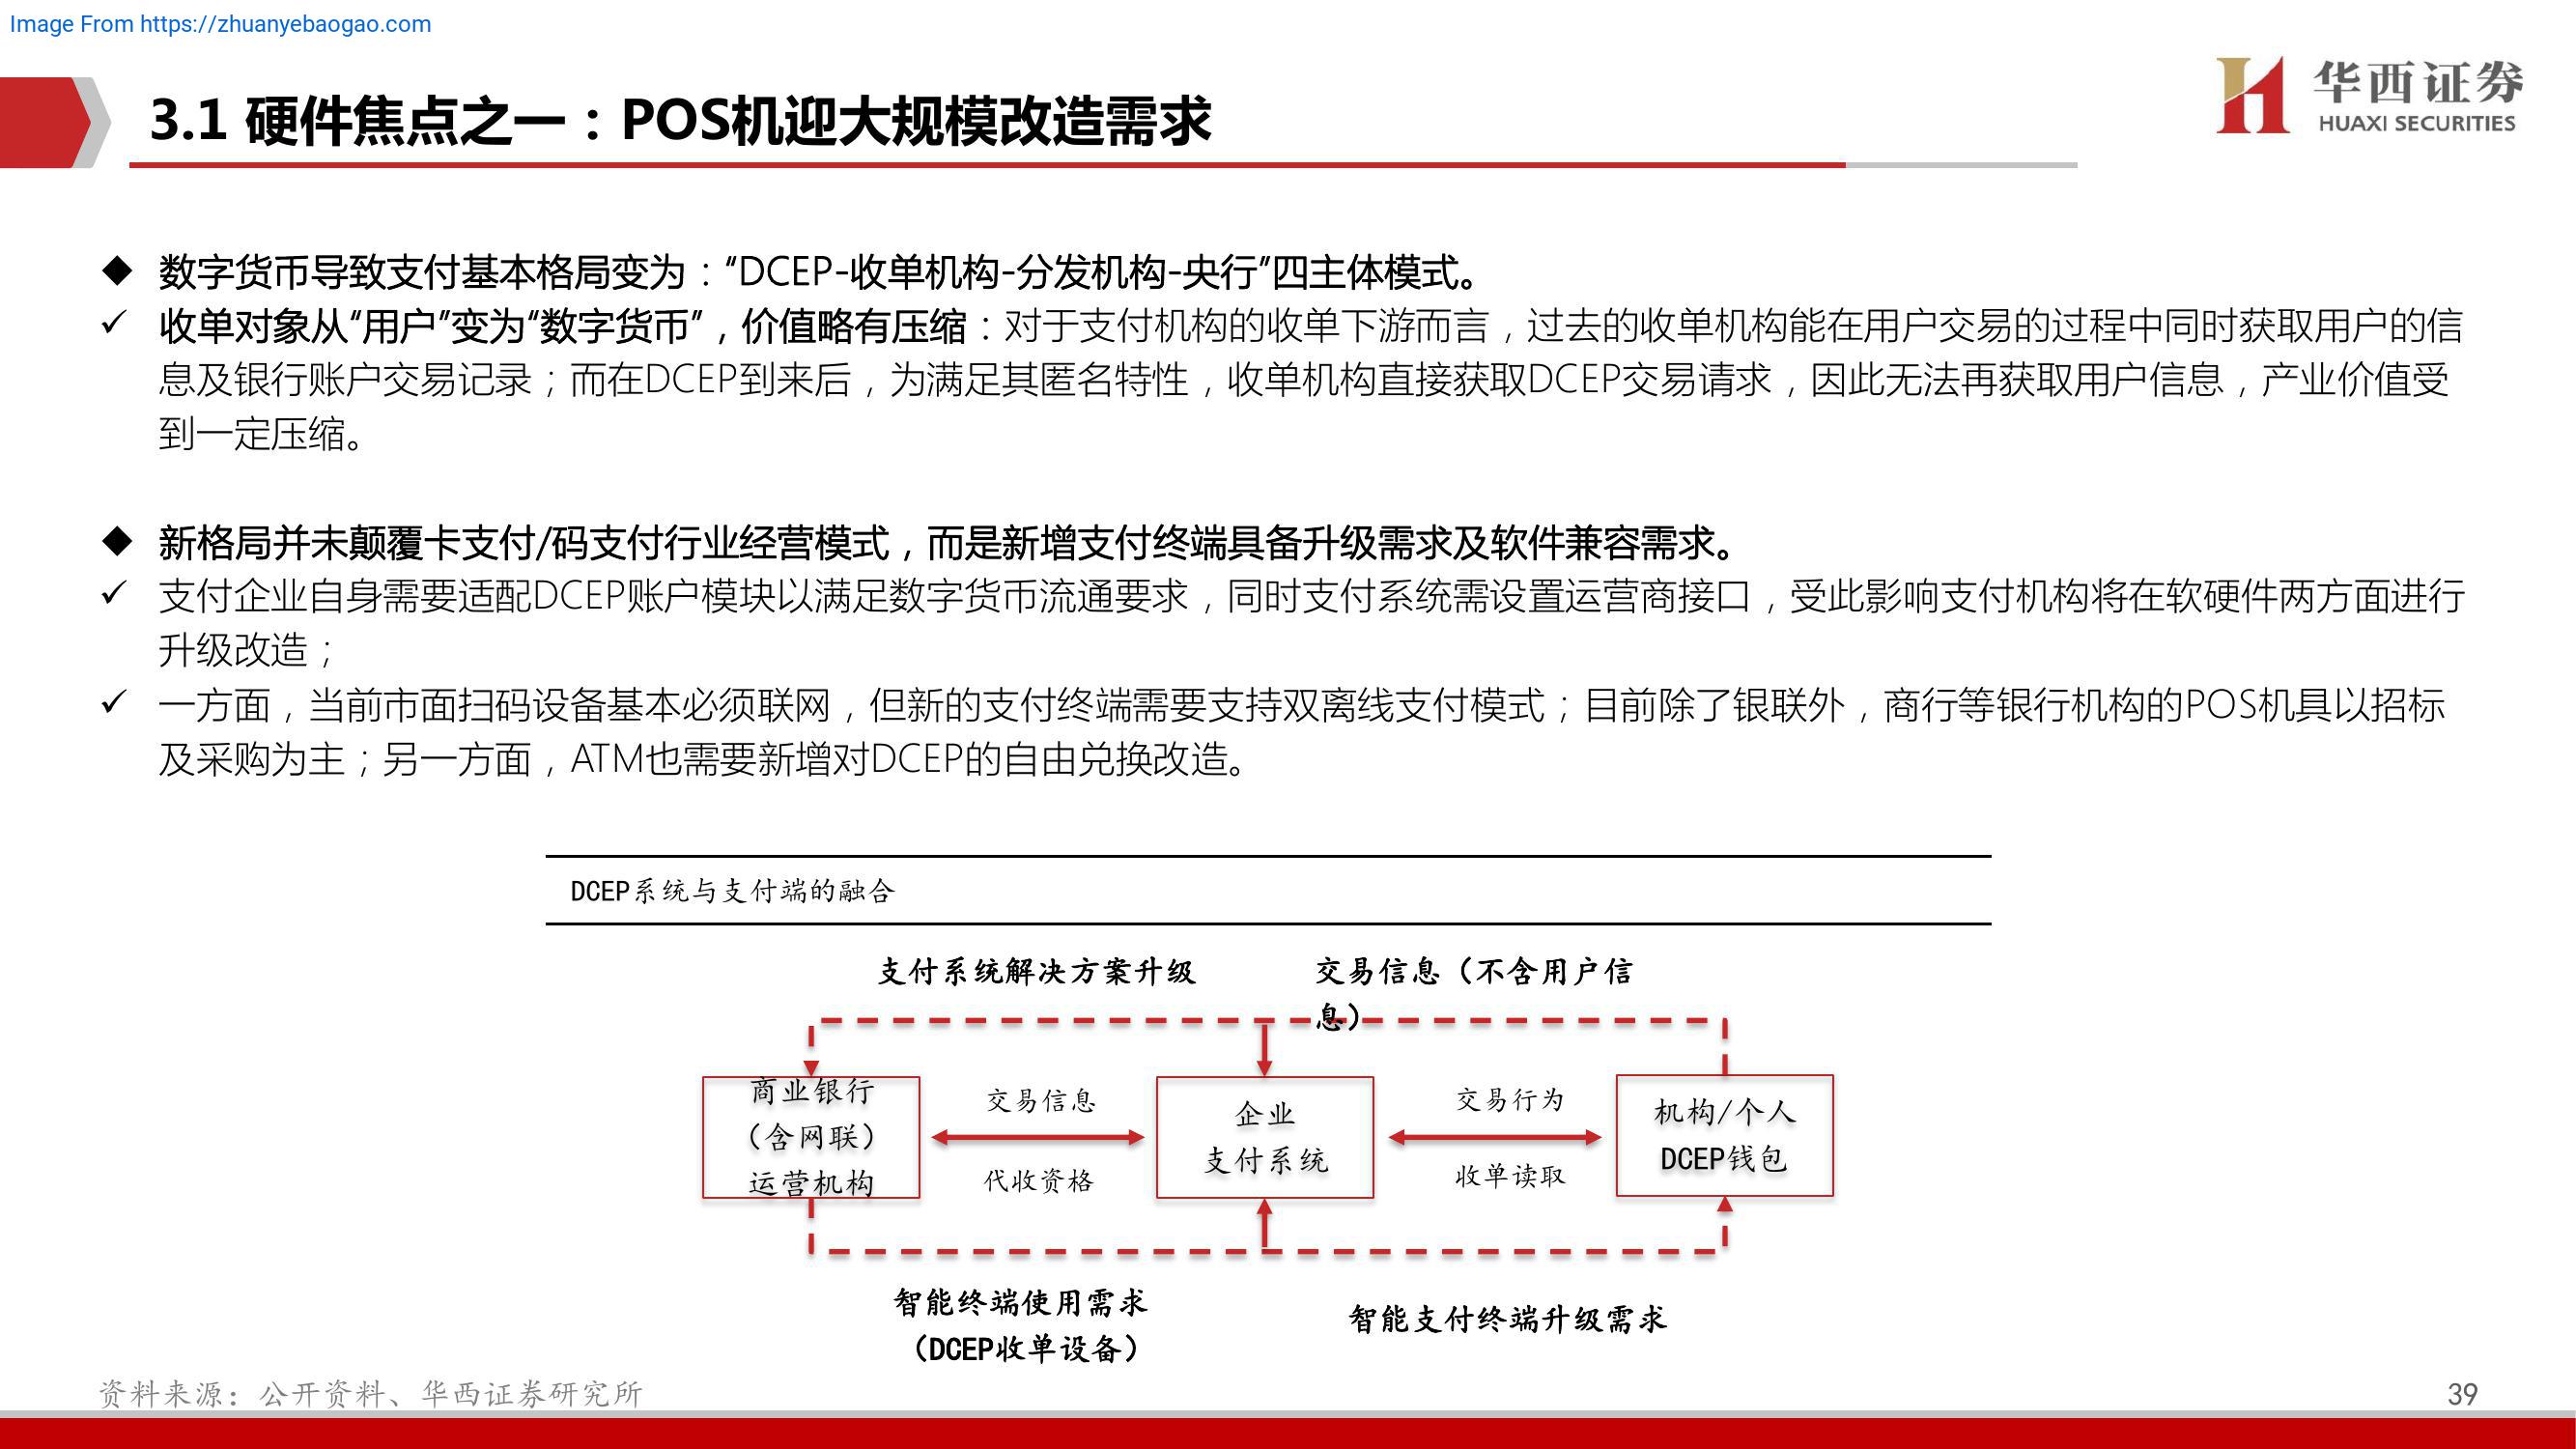 Image From https://zhuanyebaogao.com
华西证券
HUAXI SECURITIES
3.1 硬件焦点之一：POS机迎大规模改造需求
数字货币导致支付基本格局变为：“DCEP-收单机构-分发机构-央行”四主体模式。
收单对象从“用户”变为“数字货币”，价值略有压缩：对于支付机构的收单下游而言，过去的收单机构能在用户交易的过程中同时获取用户的信
息及银行账户交易记录；而在DCEP到来后，为满足其匿名特性，收单机构直接获取DCEP交易请求，因此无法再获取用户信息，产业价值受
到一定压缩。
新格局并未颠覆卡支付/码支付行业经营模式，而是新增支付终端具备升级需求及软件兼容需求。
支付企业自身需要适配DCEP账户模块以满足数字货币流通要求，同时支付系统需设置运营商接口，受此影响支付机构将在软硬件两方面进行
升级改造；
一方面，当前市面扫码设备基本必须联网，但新的支付终端需要支持双离线支付模式；目前除了银联外，商行等银行机构的POS机具以招标
及采购为主；另一方面，ATM也需要新增对DCEP的自由兑换改造。
DCEP系统与支付端的融合
支付系统解决方案升级
交易信息（不含用户信
息）
商业银行
（含网联）
运营机构
交易信息
代收资格
企业
支付系统
交易行为
收单读取
机构/个人
DCEP钱包
智能终端使用需求
（DCEP收单设备）
智能支付终端升级需求
资料来源：公开资料、华西证券研究所
39